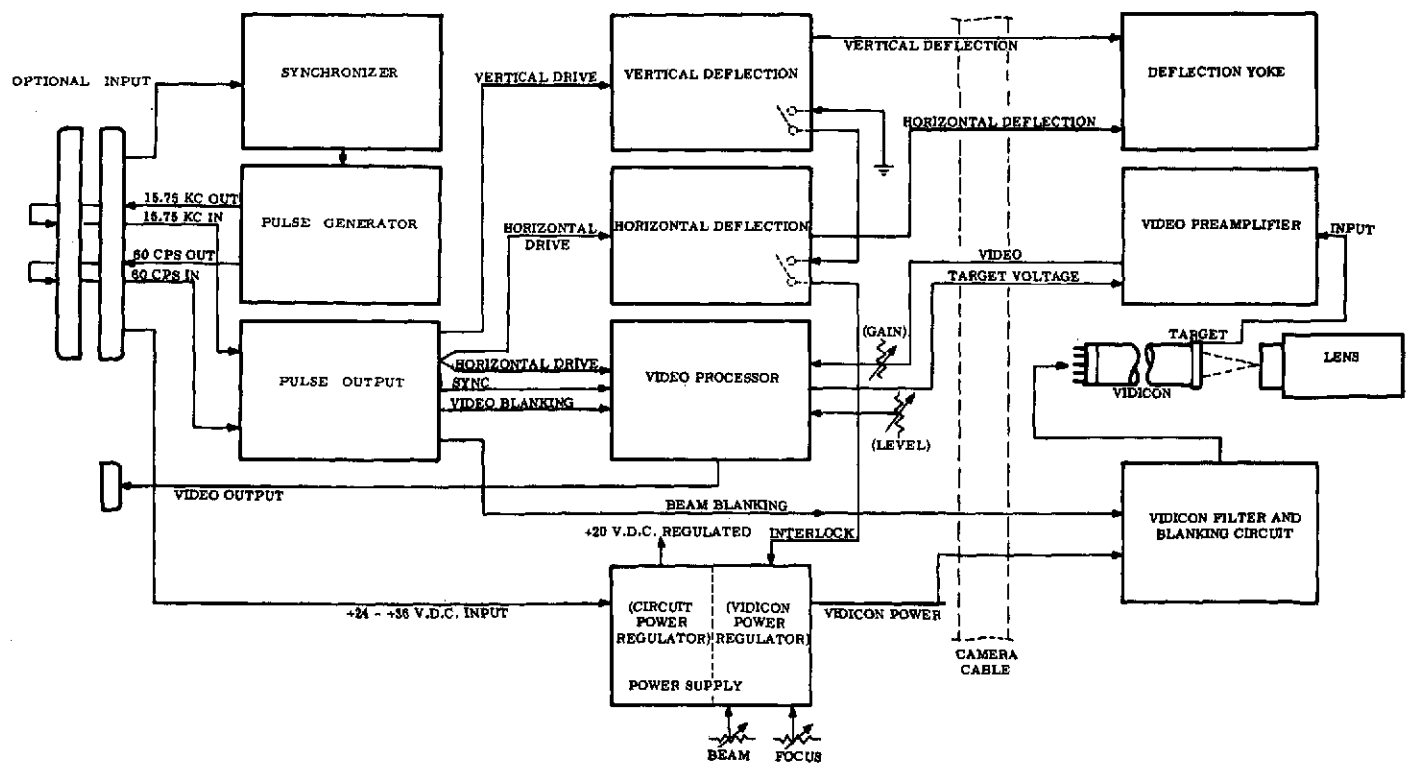 OPTIONAL INPUT
SYNCHRONIZER
PULSE GENERATOR
15.75 KC OUT
15.75 KC IN
60 CPS OUT
60 CPS IN
PULSE OUTPUT
VERTICAL DRIVE
HORIZONTAL
DRIVE
HORIZONTAL DRIVE
SYNC
VIDEO BLANKING
VERTICAL DEFLECTION
HORIZONTAL DEFLECTION
VIDEO PROCESSOR
VERTICAL DEFLECTION
HORIZONTAL DEFLECTION
VIDEO
TARGET VOLTAGE
(GAIN)
(LEVEL)
DEFLECTION YOKE
VIDEO PREAMPLIFIER
INPUT
TARGET
LENS
VIDICON
VIDEO OUTPUT
BEAM BLANKING
+20 V.D.C. REGULATED
INTERLOCK
VIDICON FILTER AND
BLANKING CIRCUIT
+24 - +36 V.D.C. INPUT
(CIRCUIT
POWER
REGULATOR)
(VIDICON
POWER
REGULATOR)
POWER SUPPLY
VIDICON POWER
CAMERA
CABLE
BEAM
FOCUS